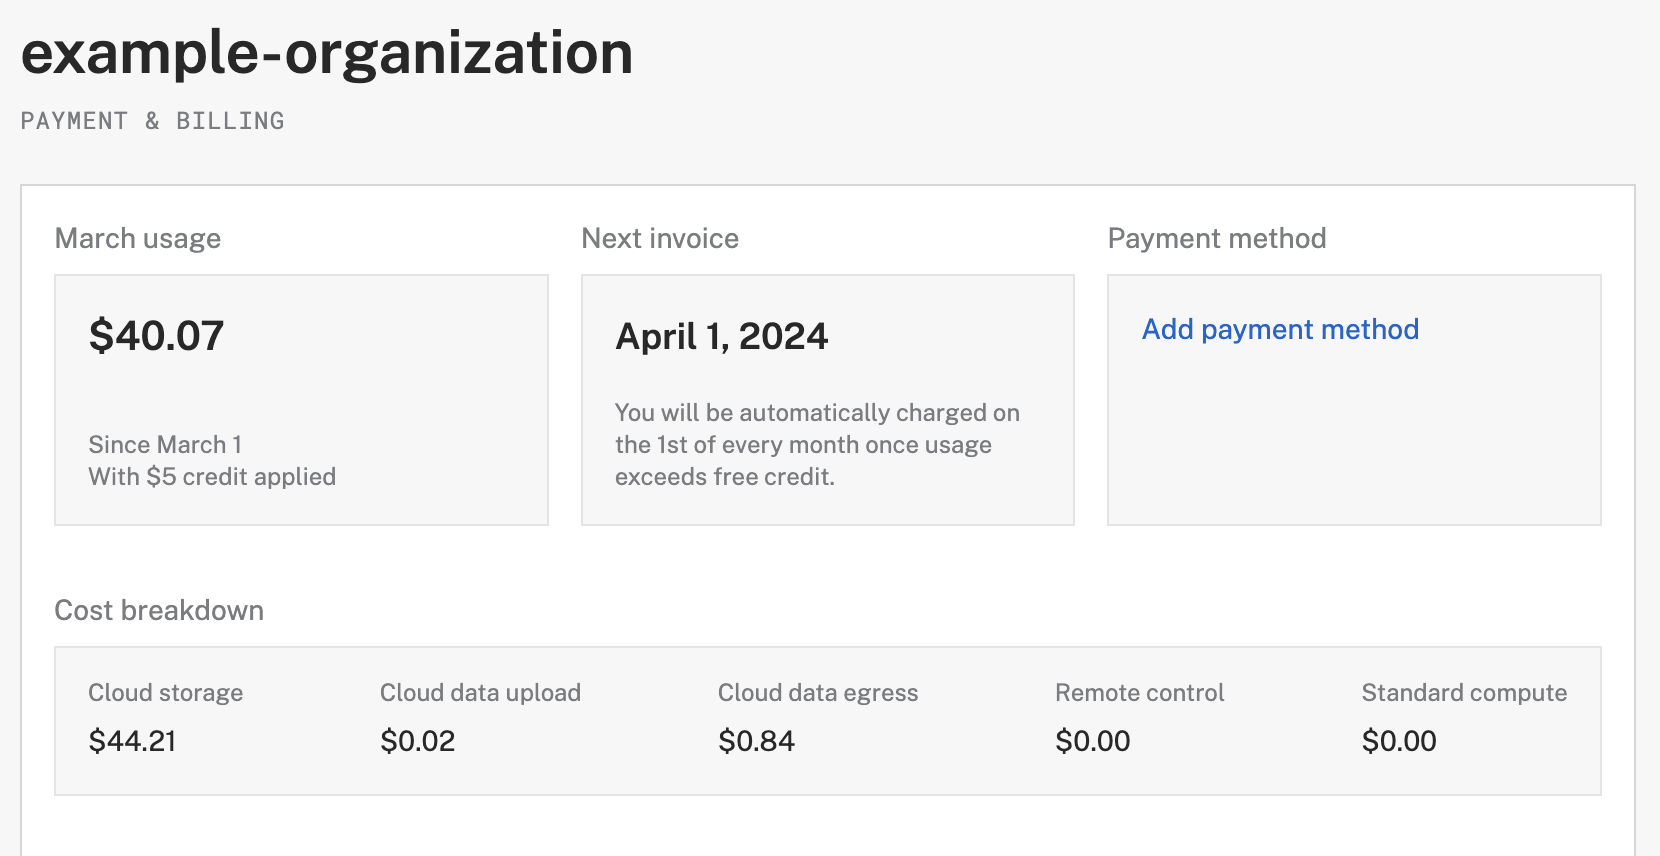 example-organization
PAYMENT & BILLING
March usage
$40.07
Since March 1
With $5 credit applied
Next invoice
April 1, 2024
You will be automatically charged on
the 1st of every month once usage
exceeds free credit.
Payment method
Add payment method
Cost breakdown
Cloud storage
$44.21
Cloud data upload
$0.02
Cloud data egress
$0.84
Remote control
$0.00
Standard compute
$0.00